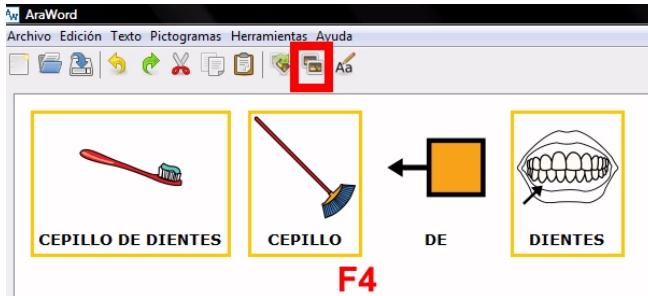 AraWord
Archivo Edición Texto Pictogramas Herramientas Ayuda
Aa
CEPILLO DE DIENTES CEPILLO DE DIENTES
F4